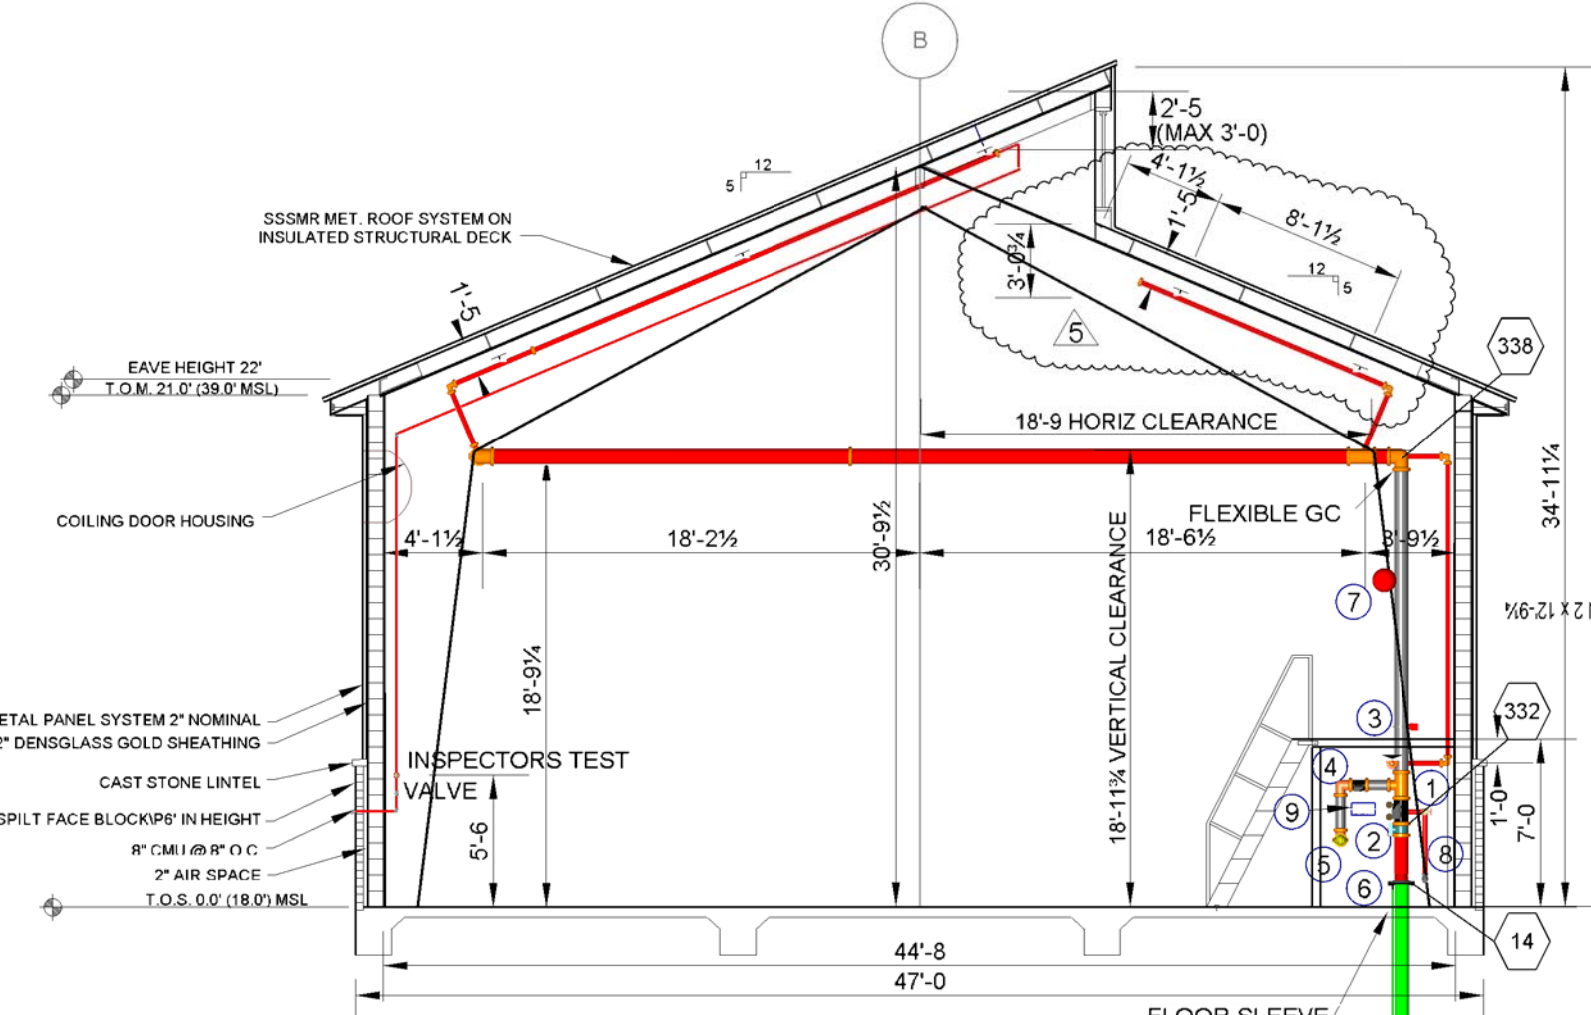 B
2'-5
(MAX 3'-0)
4'-1½
1'-5
8'-1½
12
5
12
5
SSSMR MET. ROOF SYSTEM ON
INSULATED STRUCTURAL DECK
3'-0¾
5
1'-5
338
EAVE HEIGHT 22'
T.O.M. 21.0' (39.0' MSL)
18'-9 HORIZ CLEARANCE
34'-11¼
COILING DOOR HOUSING
FLEXIBLE GC
4'-1½
18'-2½
30'-9½
18'-6½
3'-9½
7
2 X 12'-9¼
18'-9¼
18'-11¾ VERTICAL CLEARANCE
ETAL PANEL SYSTEM 2" NOMINAL
2" DENSGLASS GOLD SHEATHING
3
332
CAST STONE LINTEL
INSPECTORS TEST
VALVE
4
1
SPILT FACE BLOCK\P6' IN HEIGHT
9
1'-0
7'-0
8" CMU @ 8" O C
5'-6
2
8
2" AIR SPACE
5
6
T.O.S. 0.0' (18.0') MSL
14
44'-8
47'-0
FLOOR SLEEVE